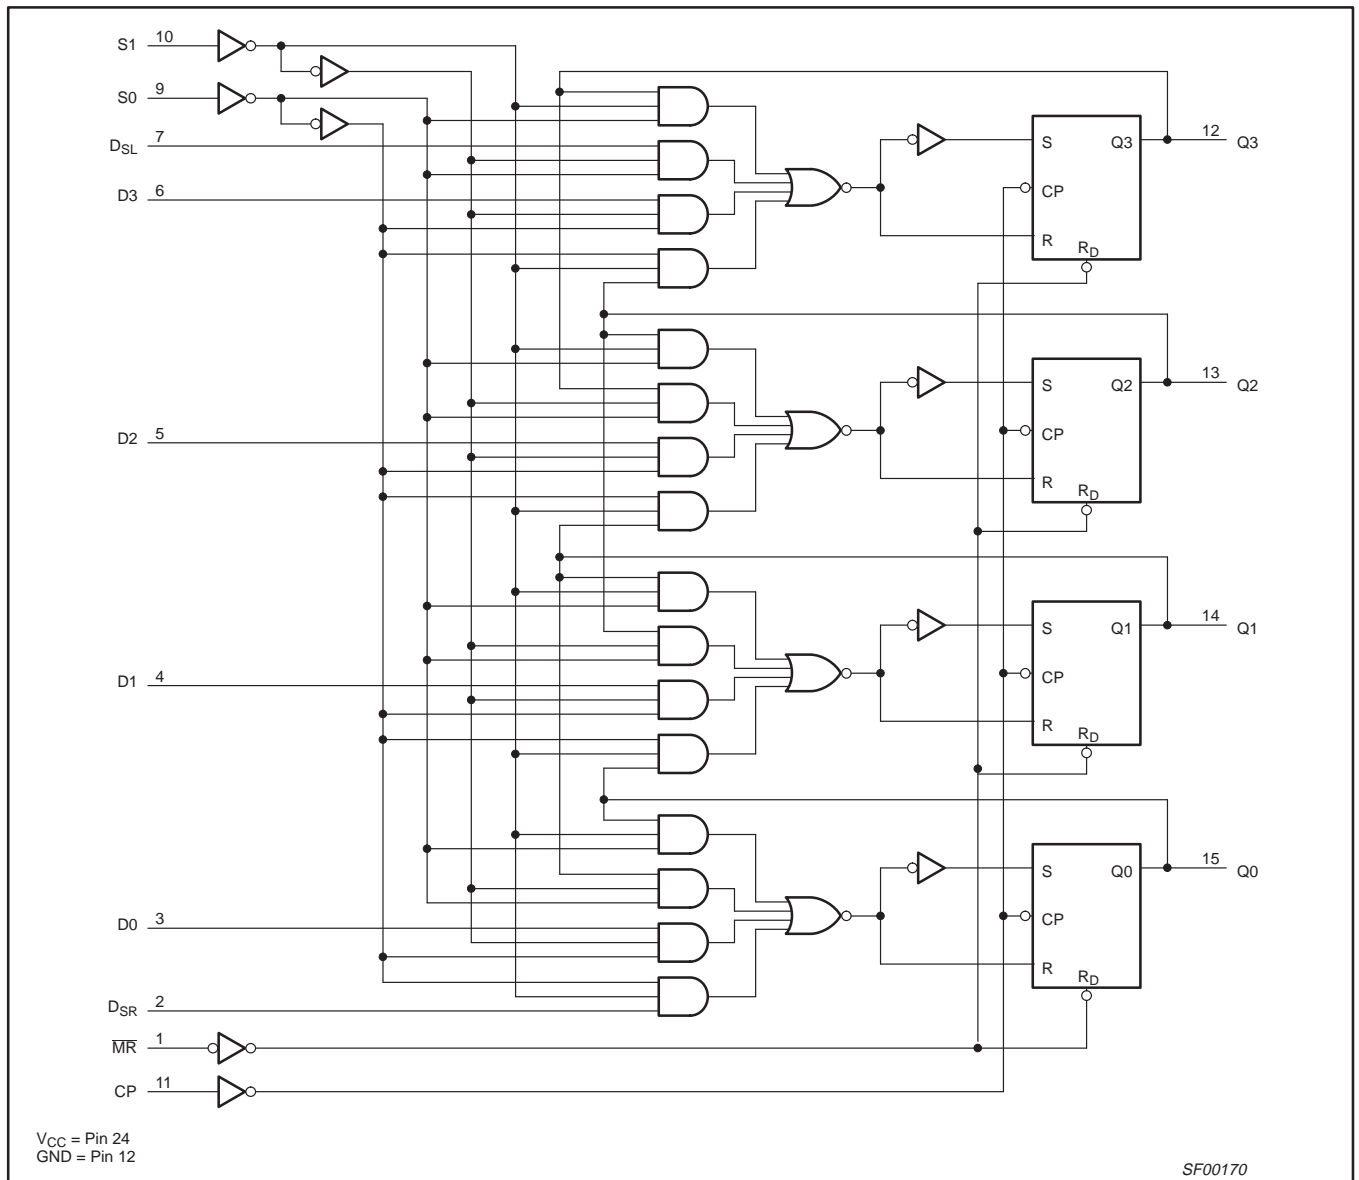 S1 10
S0 9
DSL 7
D3 6
S Q3 12 Q3
CP
R RD
D2 5
S Q2 13 Q2
CP
R RD
D1 4
S Q1 14 Q1
CP
R RD
D0 3
S Q0 15 Q0
CP
R RD
DSR 2
MR 1
CP 11
VCC = Pin 24
GND = Pin 12
SF00170